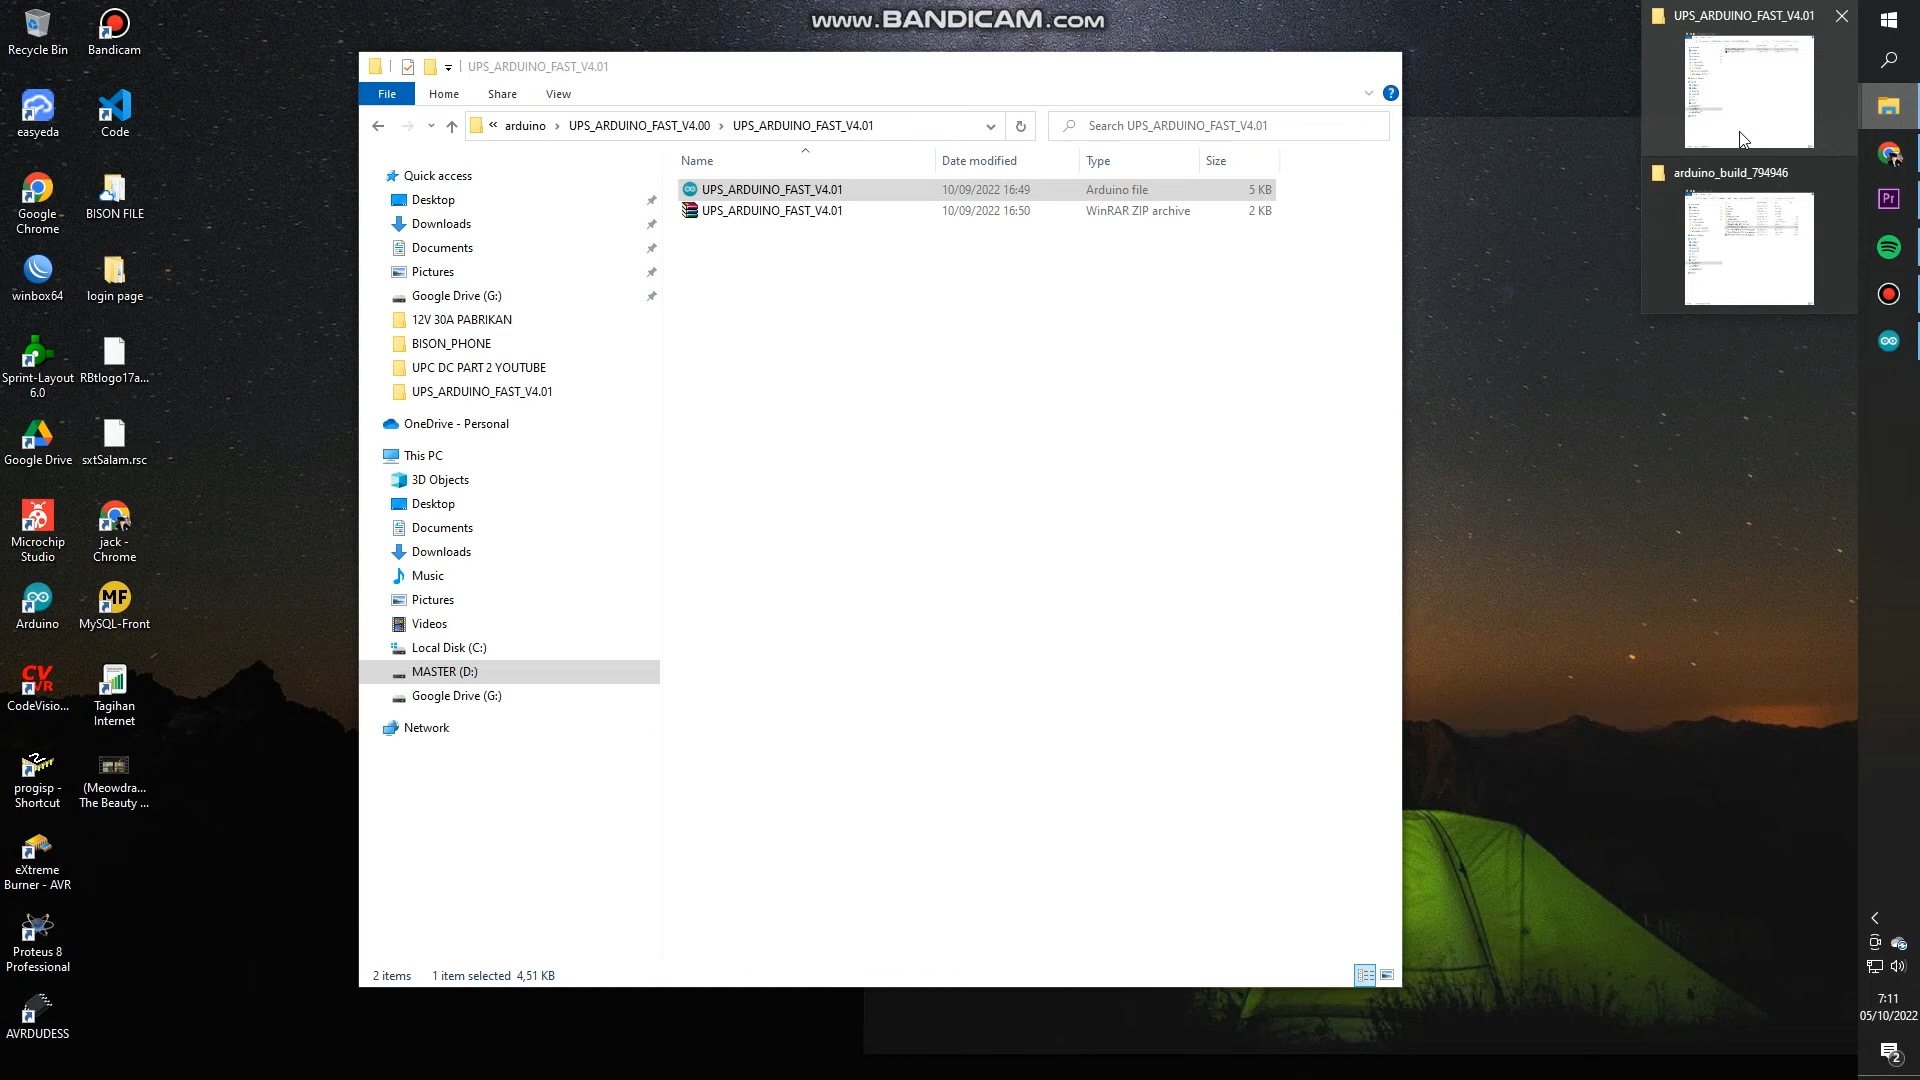 www.BANDICAM.com
Recycle Bin
Bandicam
easyeda
Code
Google Chrome
BISON FILE
winbox64
login page
Sprint-Layout 6.0
RBtlogo17a...
Google Drive
sxtSalam.rsc
Microchip Studio
jack - Chrome
Arduino
MySQL-Front
CodeVisio...
Tagihan Internet
progisp - Shortcut
(Meowdra... The Beauty ...
eXtreme Burner - AVR
Proteus 8 Professional
AVRDUDESS
UPS_ARDUINO_FAST_V4.01
File Home Share View
« arduino › UPS_ARDUINO_FAST_V4.00 › UPS_ARDUINO_FAST_V4.01
Search UPS_ARDUINO_FAST_V4.01
Name Date modified Type Size
UPS_ARDUINO_FAST_V4.01 10/09/2022 16:49 Arduino file 5 KB
UPS_ARDUINO_FAST_V4.01 10/09/2022 16:50 WinRAR ZIP archive 2 KB
Quick access
Desktop
Downloads
Documents
Pictures
Google Drive (G:)
12V 30A PABRIKAN
BISON_PHONE
UPC DC PART 2 YOUTUBE
UPS_ARDUINO_FAST_V4.01
OneDrive - Personal
This PC
3D Objects
Desktop
Documents
Downloads
Music
Pictures
Videos
Local Disk (C:)
MASTER (D:)
Google Drive (G:)
Network
2 items 1 item selected 4,51 KB
UPS_ARDUINO_FAST_V4.01
arduino_build_794946
Pr
7:11
05/10/2022
2